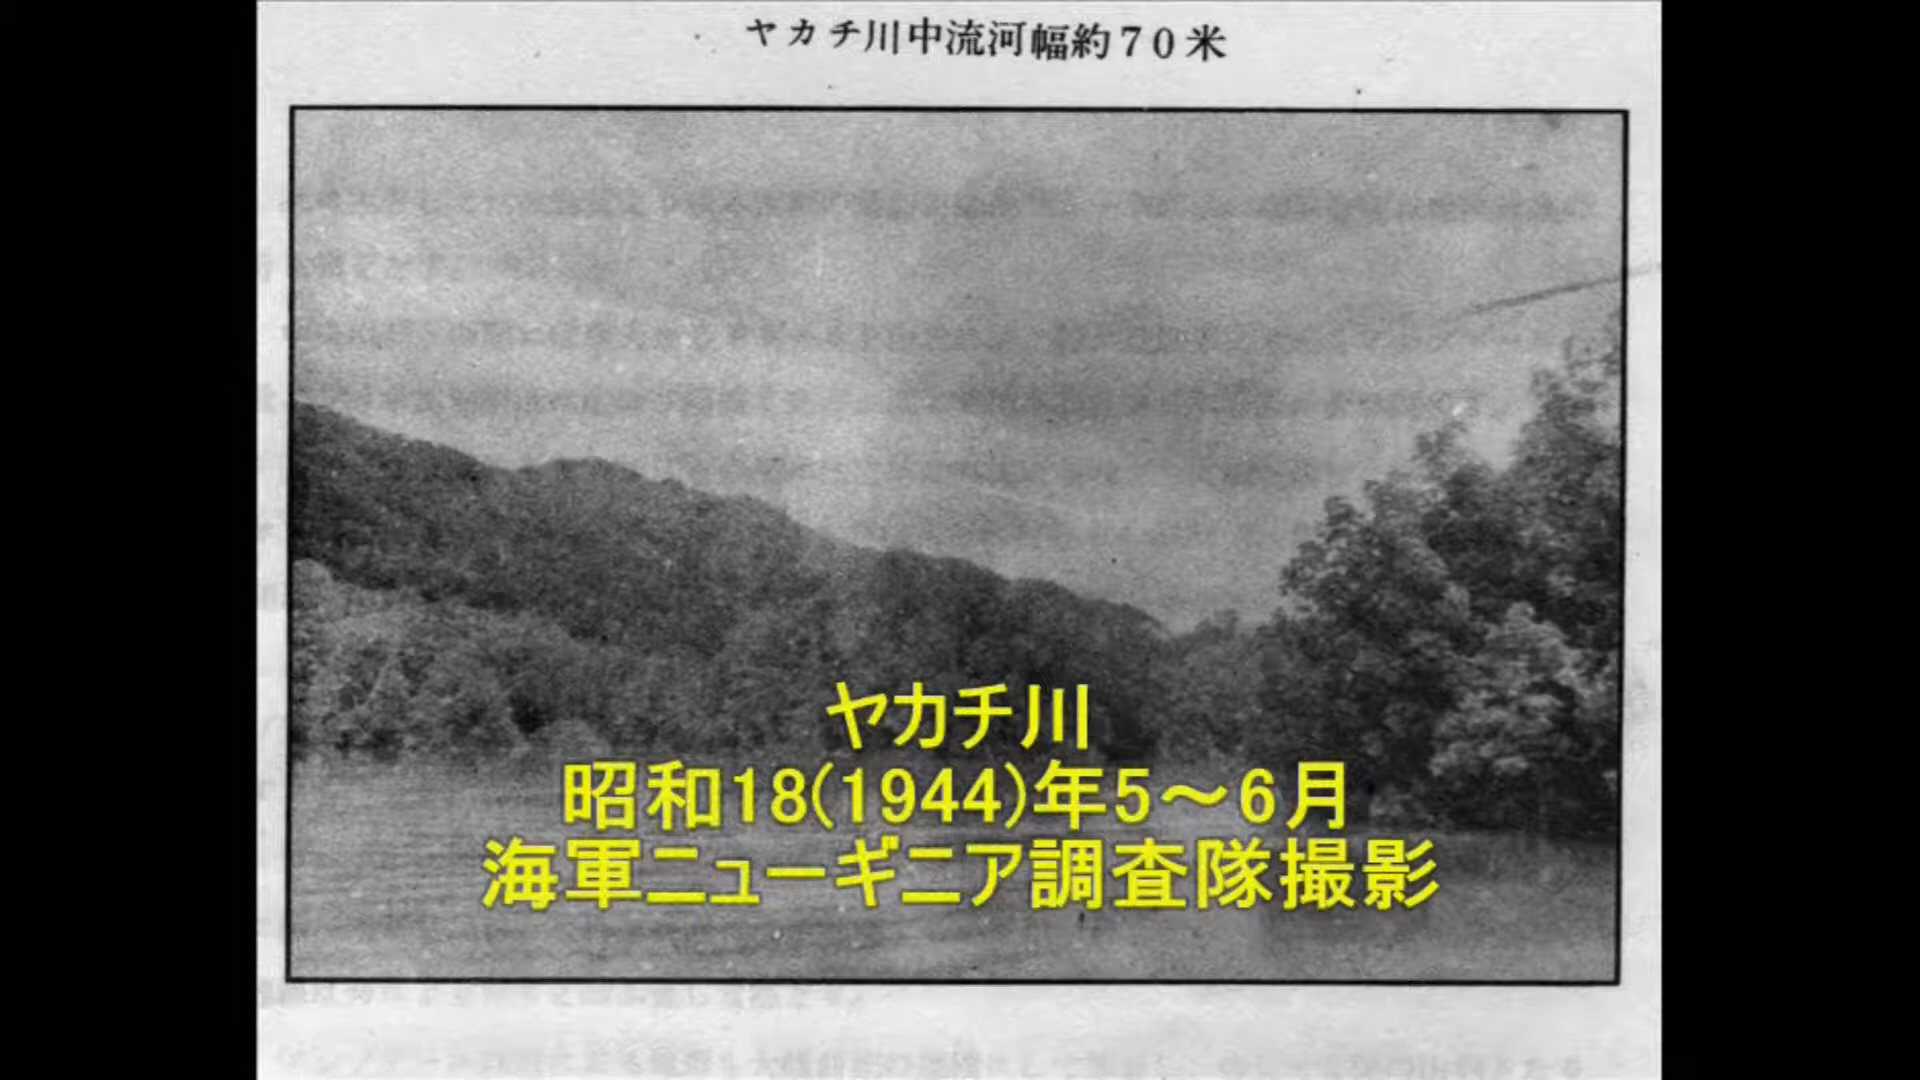 ヤカチ川中流河幅約70米
ヤカチ川
昭和18(1944)年5～6月
海軍ニューギニア調査隊撮影